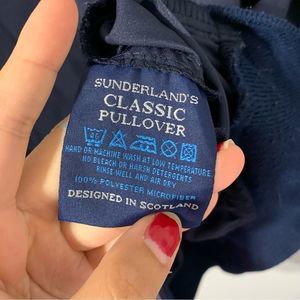 SUNDERLAND'S
CLASSIC
PULLOVER
HAND OR MACHINE WASH AT LOW TEMPERATURE.
NO BLEACH OR HARSH DETERGENTS
RINSE WELL AND AIR DRY
100% POLYESTER MICROFIBER
DESIGNED IN SCOTLAND